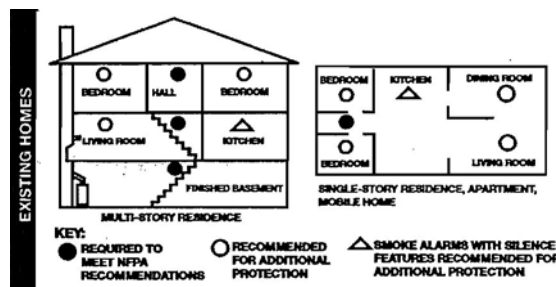 EXISTING HOMES
BEDROOM
HALL
BEDROOM
LIVING ROOM
KITCHEN
FINISHED BASEMENT
MULTI-STORY RESIDENCE
BEDROOM
KITCHEN
DINING ROOM
BEDROOM
LIVING ROOM
SINGLE-STORY RESIDENCE, APARTMENT,
MOBILE HOME
KEY:
REQUIRED TO
MEET NFPA
RECOMMENDATIONS
RECOMMENDED
FOR ADDITIONAL
PROTECTION
SMOKE ALARMS WITH SILENCE
FEATURES RECOMMENDED FOR
ADDITIONAL PROTECTION